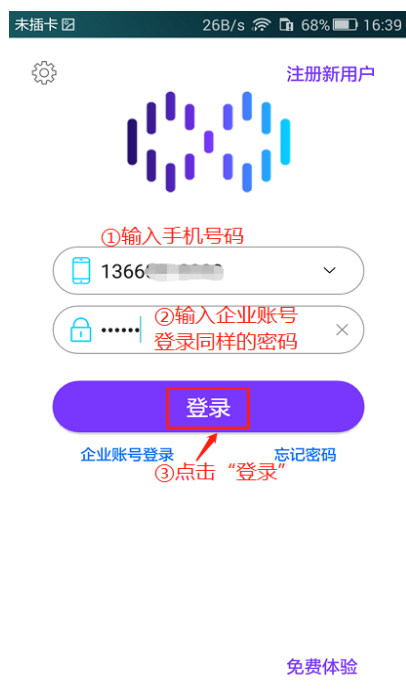 未插卡 26B/s 68% 16:39
注册新用户
①输入手机号码
1366
②输入企业账号
登录同样的密码
••••••
登录
企业账号登录 忘记密码
③点击“登录”
免费体验